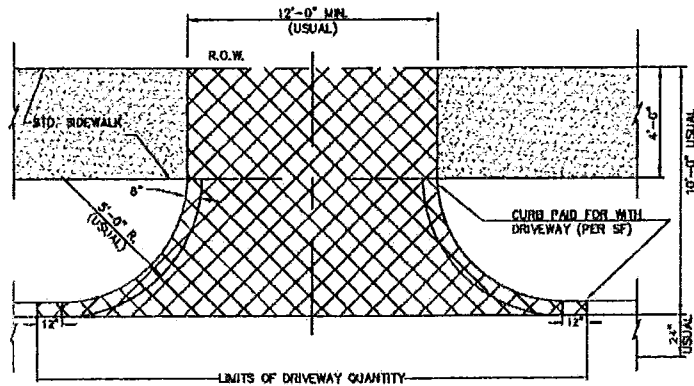 12'-0" MIN.
(USUAL)
R.O.W.
STD. SIDEWALK
4'-0"
10'-0" USUAL
8"
5'-0" R.
(USUAL)
CURB PAID FOR WITH
DRIVEWAY (PER SF)
12"
12"
24"
USUAL
LIMITS OF DRIVEWAY QUANTITY